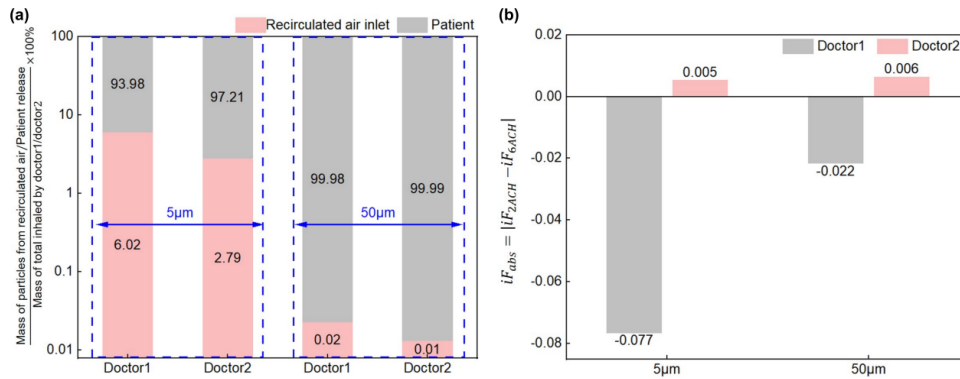 (a)
Recirculated air inlet
Patient
Mass of particles from recirculated air/Patient release
Mass of total inhaled by doctor1/doctor2
×100%
100
10
1
0.1
0.01
93.98
97.21
99.98
99.99
5μm
50μm
6.02
2.79
0.02
0.01
Doctor1
Doctor2
Doctor1
Doctor2
(b)
Doctor1
Doctor2
iF_abs = |iF_2ACH − iF_6ACH|
0.02
0.00
-0.02
-0.04
-0.06
-0.08
0.005
0.006
-0.022
-0.077
5μm
50μm